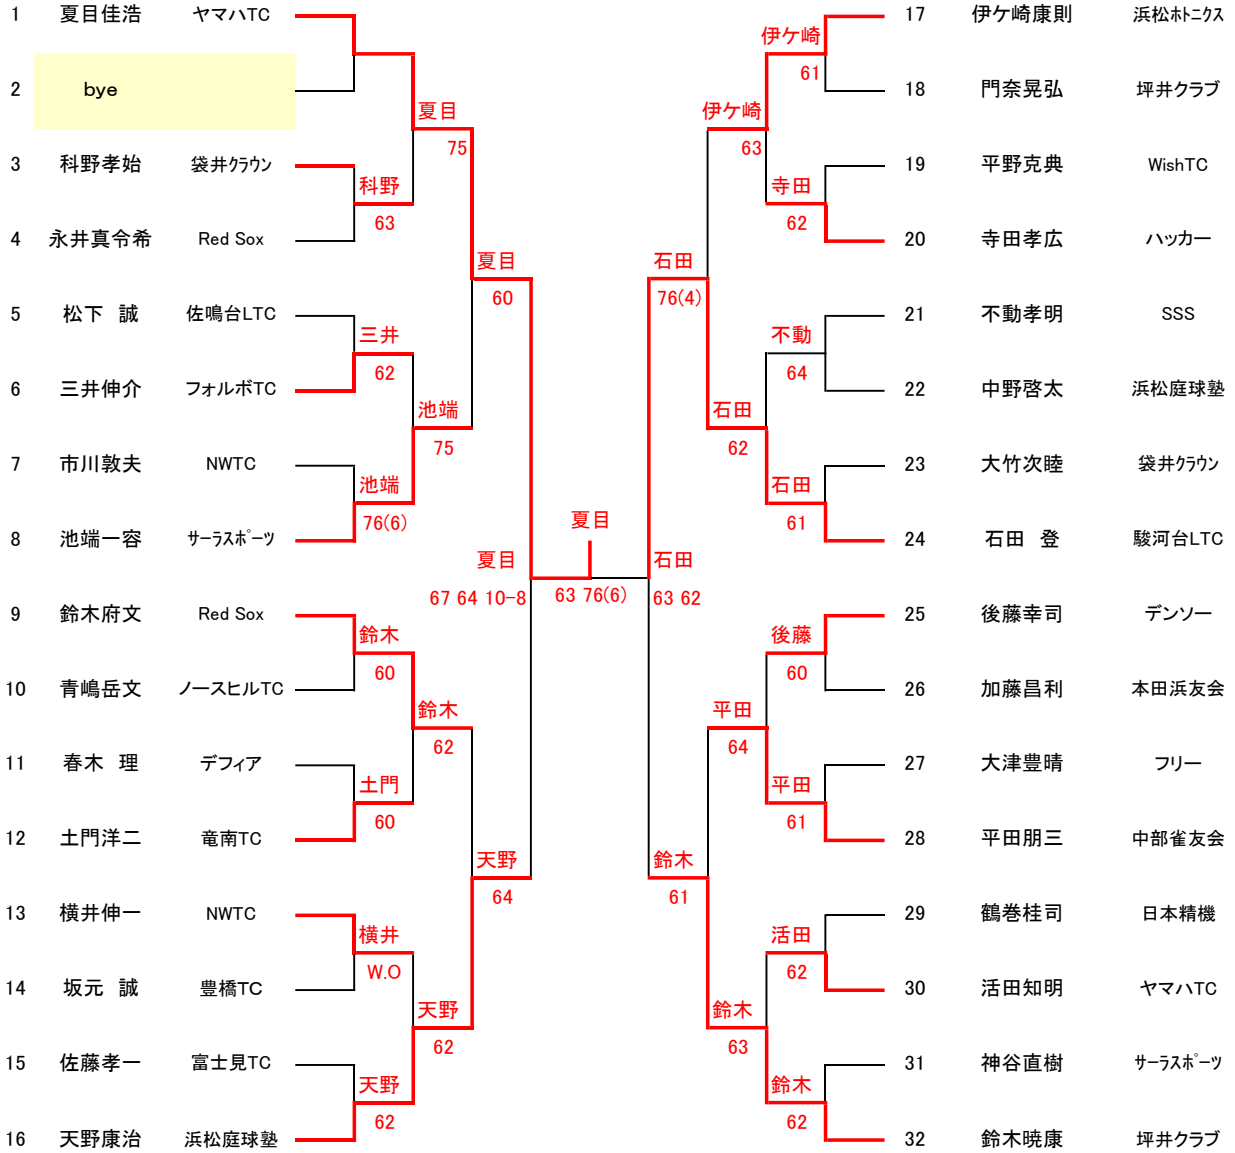 1 夏目佳浩 ヤマハTC
2 bye
3 科野孝始 袋井クラウン
4 永井真令希 Red Sox
5 松下 誠 佐鳴台LTC
6 三井伸介 フォルボTC
7 市川敦夫 NWTC
8 池端一容 サーラスポーツ
9 鈴木府文 Red Sox
10 青嶋岳文 ノースヒルTC
11 春木 理 デフィア
12 土門洋二 竜南TC
13 横井伸一 NWTC
14 坂元 誠 豊橋TC
15 佐藤孝一 富士見TC
16 天野康治 浜松庭球塾
科野
63
三井
62
池端
76(6)
鈴木
60
土門
60
横井
W.O
天野
62
夏目
75
池端
75
鈴木
62
天野
62
夏目
60
天野
64
夏目
67 64 10-8
夏目
63 76(6)
石田
63 62
石田
76(4)
鈴木
61
伊ケ崎
63
石田
62
平田
64
鈴木
63
伊ケ崎
61
寺田
62
不動
64
石田
61
後藤
60
平田
61
活田
62
鈴木
62
17 伊ケ崎康則 浜松ホトニクス
18 門奈晃弘 坪井クラブ
19 平野克典 WishTC
20 寺田孝広 ハッカー
21 不動孝明 SSS
22 中野啓太 浜松庭球塾
23 大竹次睦 袋井クラウン
24 石田 登 駿河台LTC
25 後藤幸司 デンソー
26 加藤昌利 本田浜友会
27 大津豊晴 フリー
28 平田朋三 中部雀友会
29 鶴巻桂司 日本精機
30 活田知明 ヤマハTC
31 神谷直樹 サーラスポーツ
32 鈴木暁康 坪井クラブ